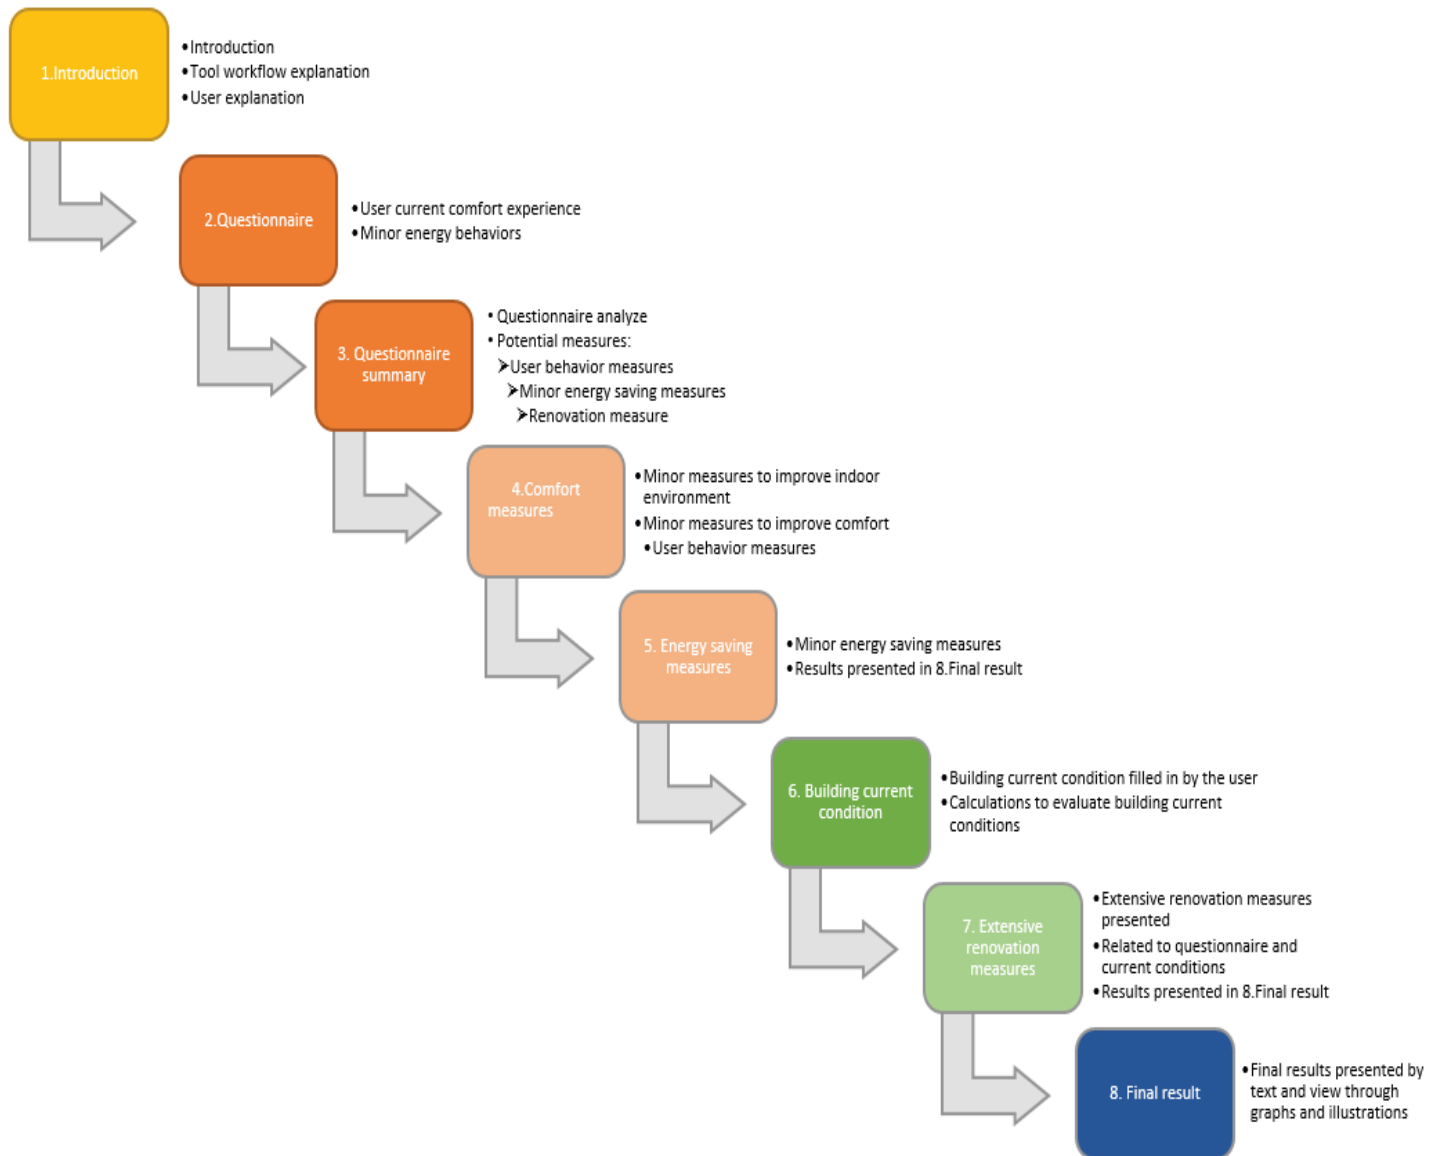 1.Introduction
•Introduction
•Tool workflow explanation
•User explanation
2.Questionnaire
•User current comfort experience
•Minor energy behaviors
3. Questionnaire
summary
• Questionnaire analyze
• Potential measures:
➢User behavior measures
➢Minor energy saving measures
➢Renovation measure
4.Comfort
measures
•Minor measures to improve indoor
environment
•Minor measures to improve comfort
•User behavior measures
5. Energy saving
measures
•Minor energy saving measures
•Results presented in 8.Final result
6. Building current
condition
•Building current condition filled in by the user
•Calculations to evaluate building current
conditions
7. Extensive
renovation
measures
•Extensive renovation measures
presented
•Related to questionnaire and
current conditions
•Results presented in 8.Final result
8. Final result
•Final results presented by
text and view through
graphs and illustrations